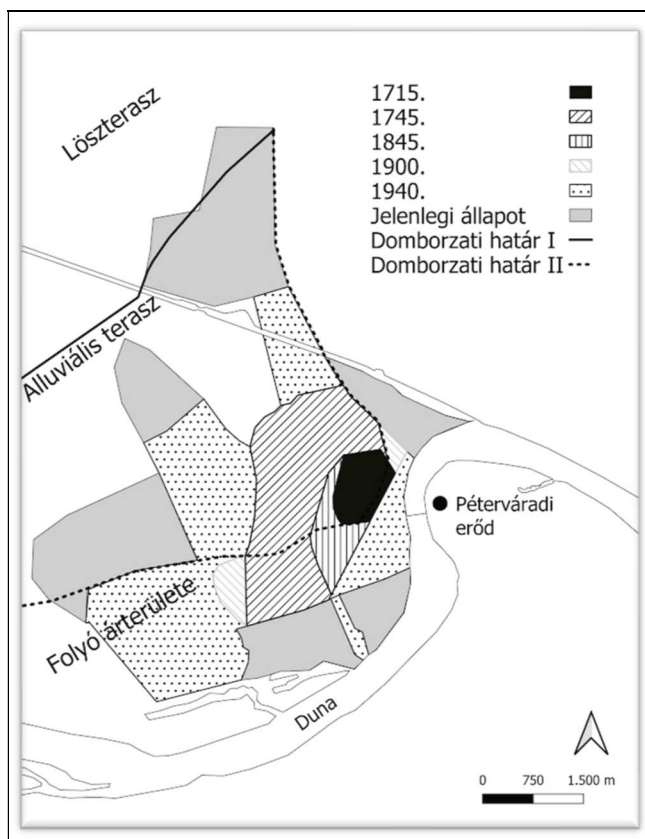 1715.
1745.
1845.
1900.
1940.
Jelenlegi állapot
Domborzati határ I
Domborzati határ II
Löszterasz
Alluviális terasz
Péterváradi
erőd
Folyó árterülete
Duna
0 750 1.500 m